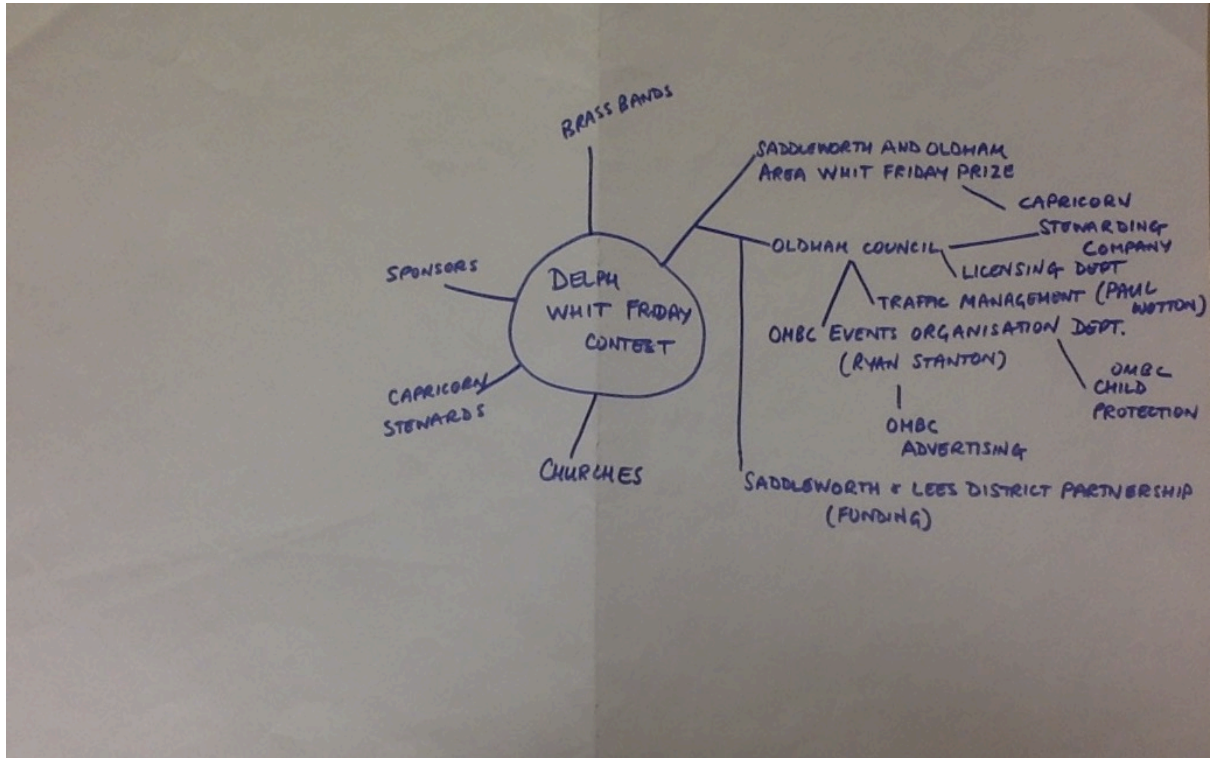 BRASS BANDS
SADDLEWORTH AND OLDHAM
AREA WHIT FRIDAY PRIZE
CAPRICORN
STEWARDING
COMPANY
OLDHAM COUNCIL
LICENSING DEPT
TRAFFIC MANAGEMENT (PAUL
WOTTON)
OMBC EVENTS ORGANISATION DEPT.
(RYAN STANTON)
OMBC
CHILD
PROTECTION
OMBC
ADVERTISING
SADDLEWORTH & LEES DISTRICT PARTNERSHIP
(FUNDING)
SPONSORS
DELPH
WHIT FRIDAY
CONTEST
CAPRICORN
STEWARDS
CHURCHES